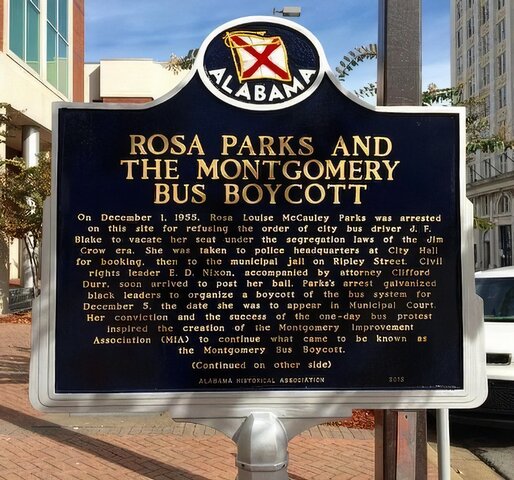 ALABAMA
ROSA PARKS AND
THE MONTGOMERY
BUS BOYCOTT
On December 1, 1955, Rosa Louise McCauley Parks was arrested
on this site for refusing the order of city bus driver J. F.
Blake to vacate her seat under the segregation laws of the Jim
Crow era. She was taken to police headquarters at City Hall
for booking, then to the municipal jail on Ripley Street. Civil
rights leader E. D. Nixon, accompanied by attorney Clifford
Durr, soon arrived to post her bail. Parks's arrest galvanized
black leaders to organize a boycott of the bus system for
December 5, the date she was to appear in Municipal Court.
Her conviction and the success of the one-day bus protest
inspired the creation of the Montgomery Improvement
Association (MIA) to continue what came to be known as
the Montgomery Bus Boycott.
(Continued on other side)
ALABAMA HISTORICAL ASSOCIATION 2015